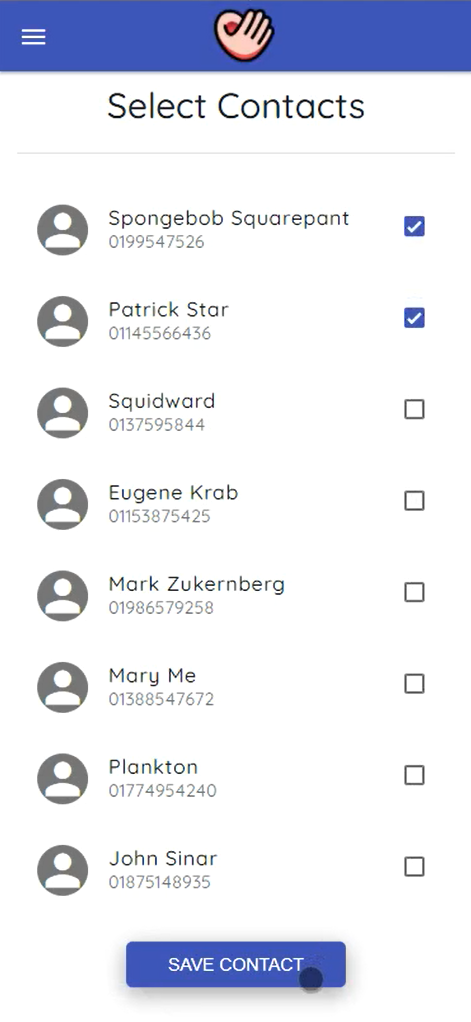 Select Contacts
Spongebob Squarepant
0199547526
Patrick Star
01145566436
Squidward
0137595844
Eugene Krab
01153875425
Mark Zukernberg
01986579258
Mary Me
01388547672
Plankton
01774954240
John Sinar
01875148935
SAVE CONTACT